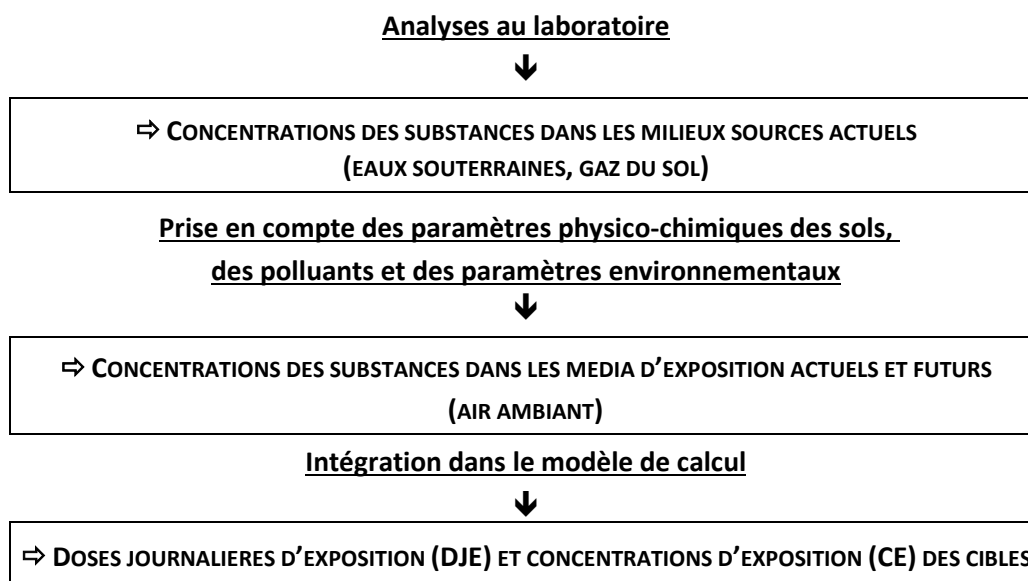 Analyses au laboratoire
🡻
⇨ CONCENTRATIONS DES SUBSTANCES DANS LES MILIEUX SOURCES ACTUELS
(EAUX SOUTERRAINES, GAZ DU SOL)
Prise en compte des paramètres physico-chimiques des sols,
des polluants et des paramètres environnementaux
🡻
⇨ CONCENTRATIONS DES SUBSTANCES DANS LES MEDIA D'EXPOSITION ACTUELS ET FUTURS
(AIR AMBIANT)
Intégration dans le modèle de calcul
🡻
⇨ DOSES JOURNALIERES D'EXPOSITION (DJE) ET CONCENTRATIONS D'EXPOSITION (CE) DES CIBLES